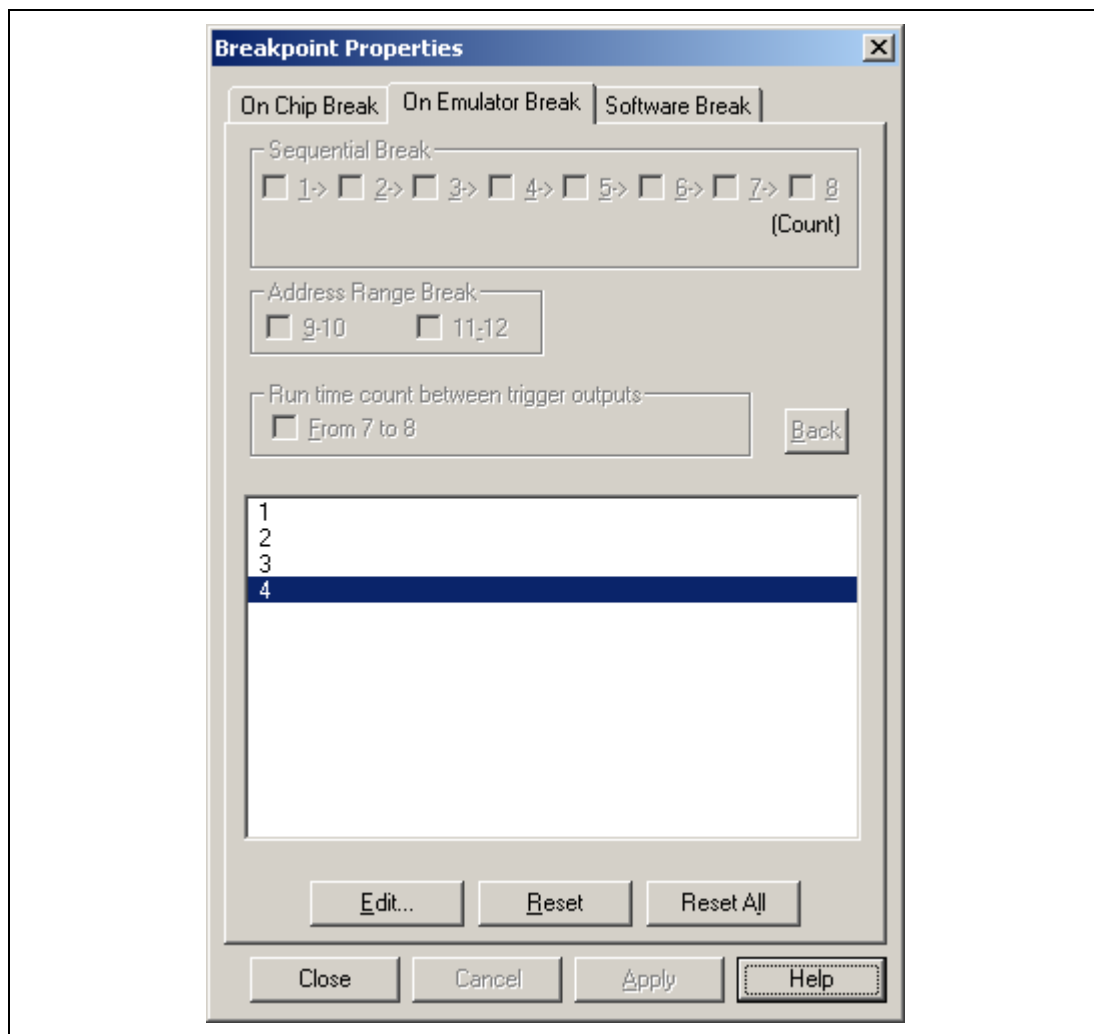 Breakpoint Properties
On Chip Break On Emulator Break Software Break
Sequential Break
1-> 2-> 3-> 4-> 5-> 6-> 7-> 8
(Count)
Address Range Break
9-10 11-12
Run time count between trigger outputs
From 7 to 8
Back
1
2
3
4
Edit... Reset Reset All
Close Cancel Apply Help